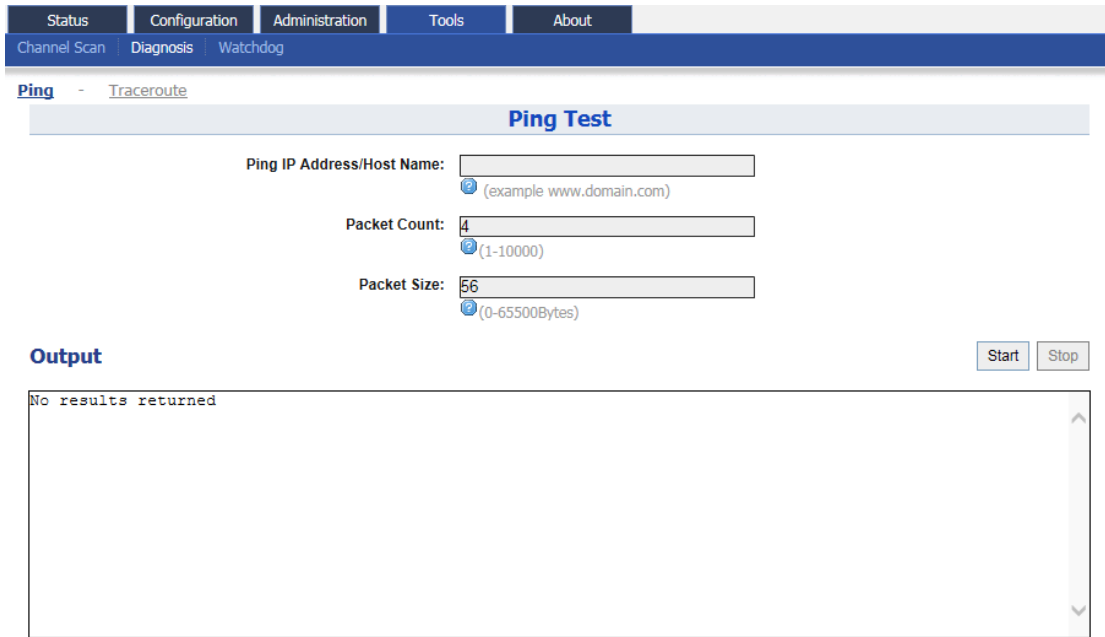 Status Configuration Administration Tools About
Channel Scan Diagnosis Watchdog
Ping - Traceroute
Ping Test
Ping IP Address/Host Name:
? (example www.domain.com)
Packet Count: 4
? (1-10000)
Packet Size: 56
? (0-65500Bytes)
Output Start Stop
No results returned